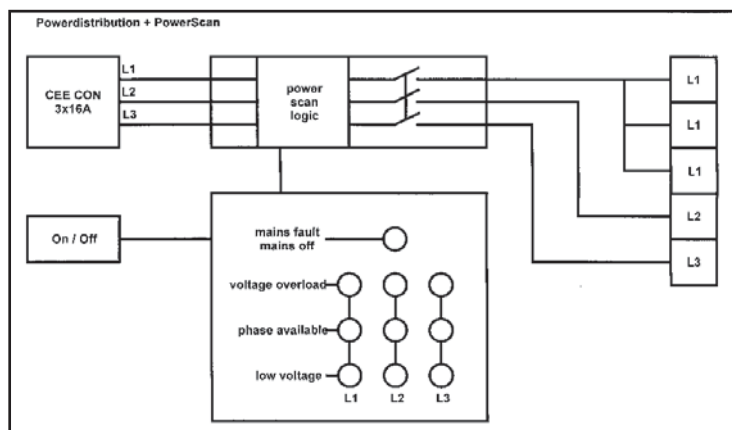 Powerdistribution + PowerScan
CEE CON
3x16A
L1
L2
L3
power
scan
logic
L1
L1
L1
L2
L3
On / Off
mains fault
mains off
voltage overload
phase available
low voltage
L1 L2 L3